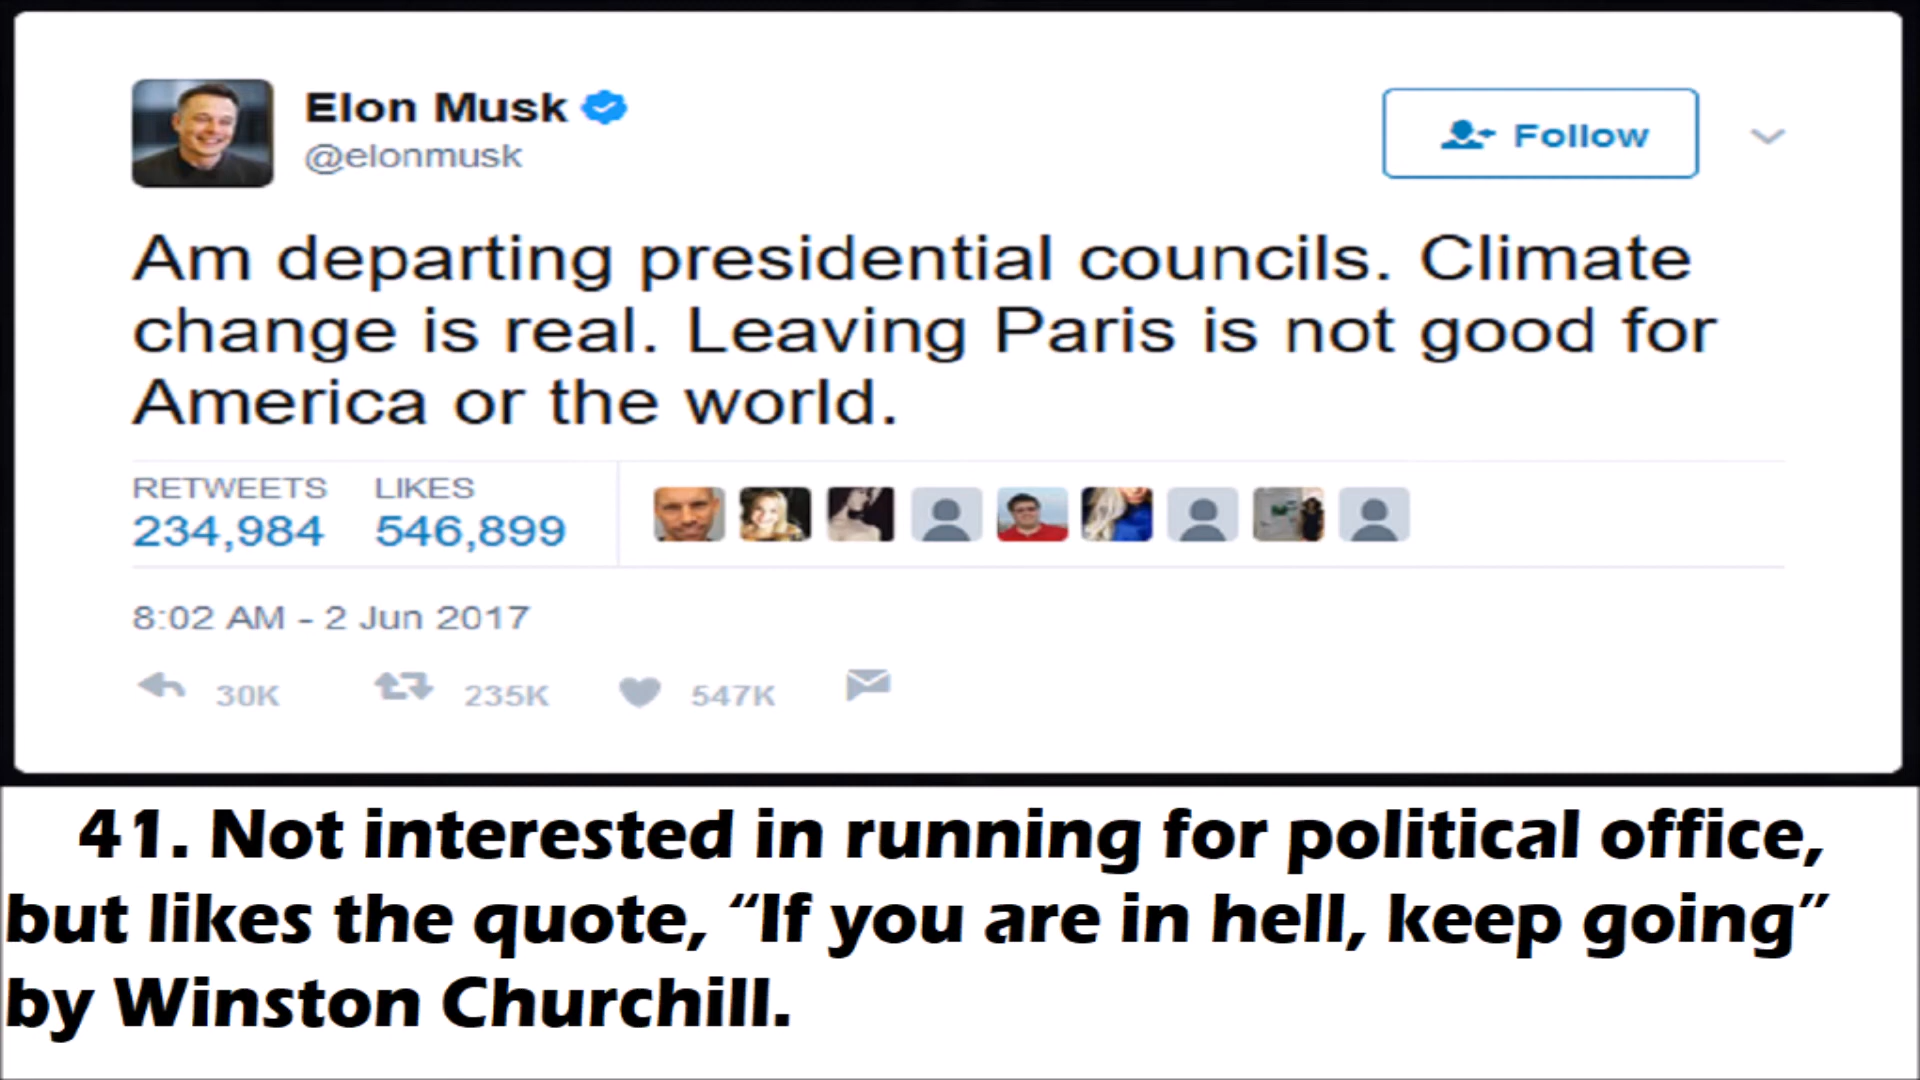 Elon Musk
@elonmusk
Follow
Am departing presidential councils. Climate
change is real. Leaving Paris is not good for
America or the world.
RETWEETS LIKES
234,984 546,899
8:02 AM - 2 Jun 2017
30K 235K 547K
41. Not interested in running for political office,
but likes the quote, “If you are in hell, keep going”
by Winston Churchill.